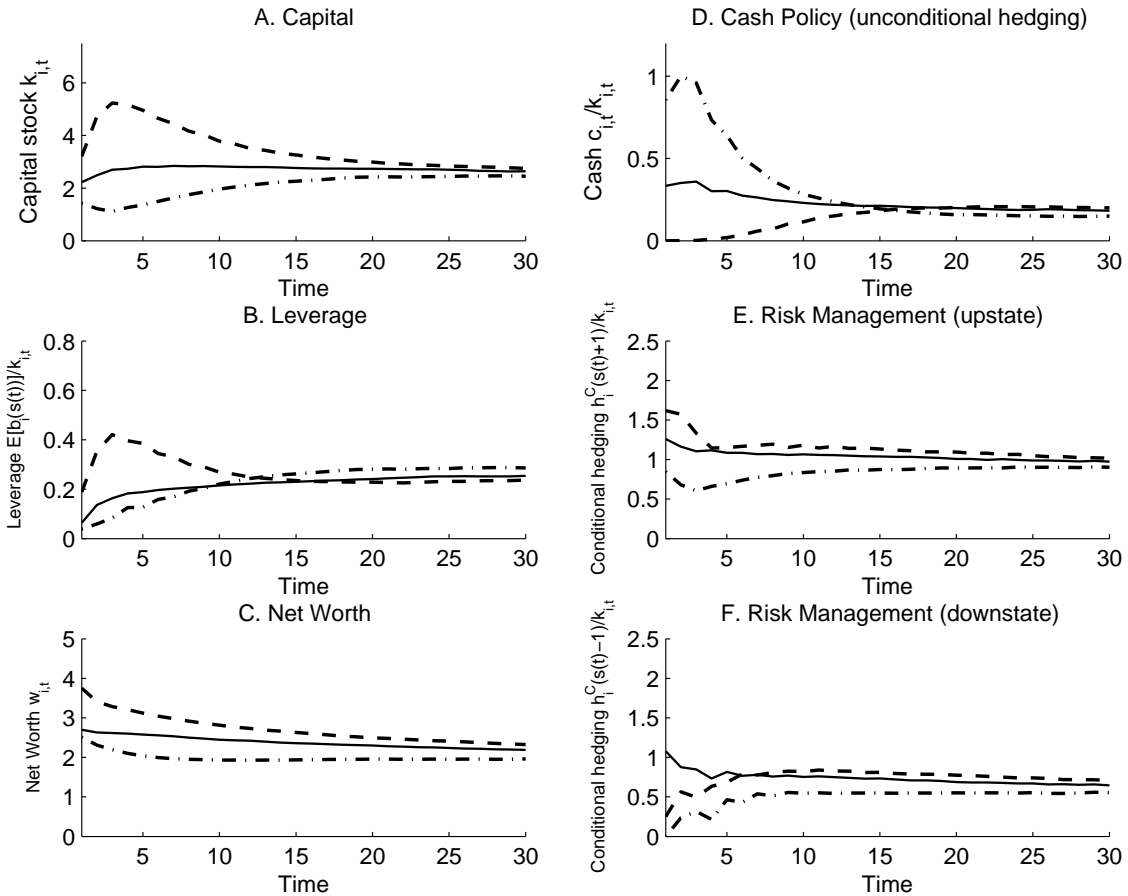 A. Capital
Capital stock k_{i,t}
6
4
2
0
5 10 15 20 25 30
Time
B. Leverage
Leverage E[b_i(s(t))]/k_{i,t}
0.8
0.6
0.4
0.2
0
5 10 15 20 25 30
Time
C. Net Worth
Net Worth w_{i,t}
5
4
3
2
1
0
5 10 15 20 25 30
Time
D. Cash Policy (unconditional hedging)
Cash c_{i,t}/k_{i,t}
1
0.5
0
5 10 15 20 25 30
Time
E. Risk Management (upstate)
Conditional hedging h_i^C(s(t)+1)/k_{i,t}
2.5
2
1.5
1
0.5
0
5 10 15 20 25 30
Time
F. Risk Management (downstate)
Conditional hedging h_i^C(s(t)−1)/k_{i,t}
2.5
2
1.5
1
0.5
0
5 10 15 20 25 30
Time